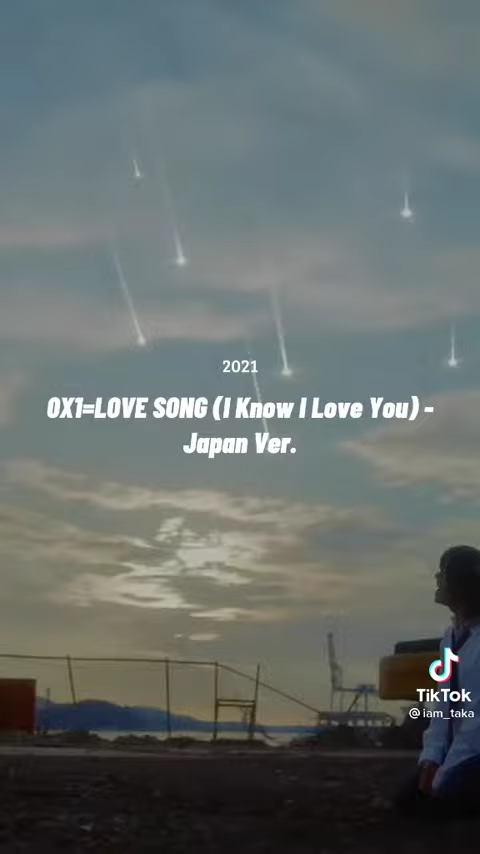 2021
0X1=LOVE SONG (I Know I Love You) -
Japan Ver.
TikTok
@iam_taka